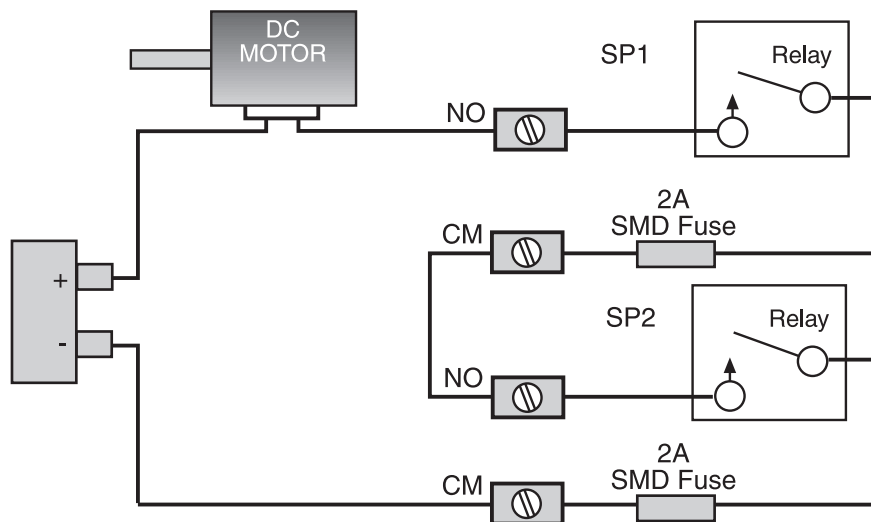 DC
MOTOR
SP1
Relay
NO
2A
SMD Fuse
CM
+
SP2
Relay
-
NO
2A
SMD Fuse
CM